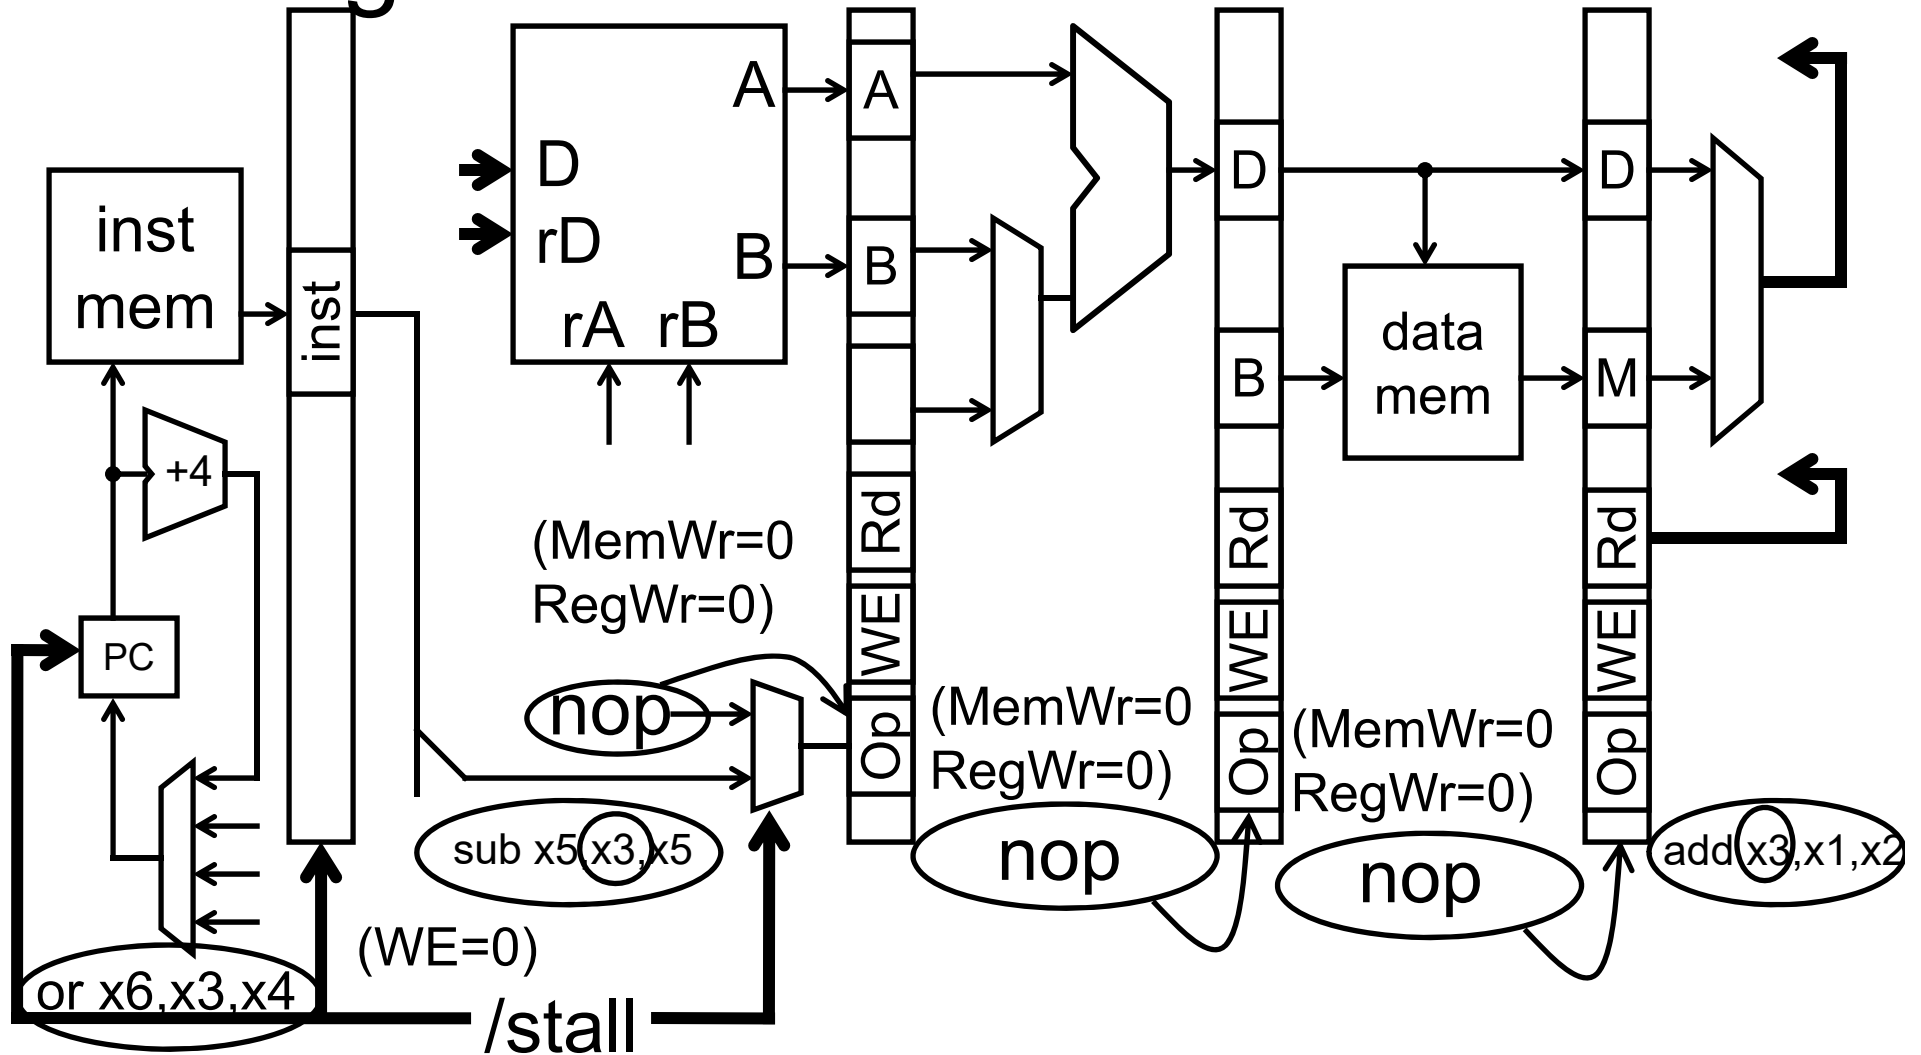 g
inst
mem
+4
PC
inst
A
D
rD
B
rA rB
A
B
Rd
WE
Op
(MemWr=0
RegWr=0)
nop
sub x5,x3,x5
D
B
Rd
WE
Op
(MemWr=0
RegWr=0)
nop
data
mem
D
M
Rd
WE
Op
(MemWr=0
RegWr=0)
nop
add x3,x1,x2
(WE=0)
or x6,x3,x4
/stall